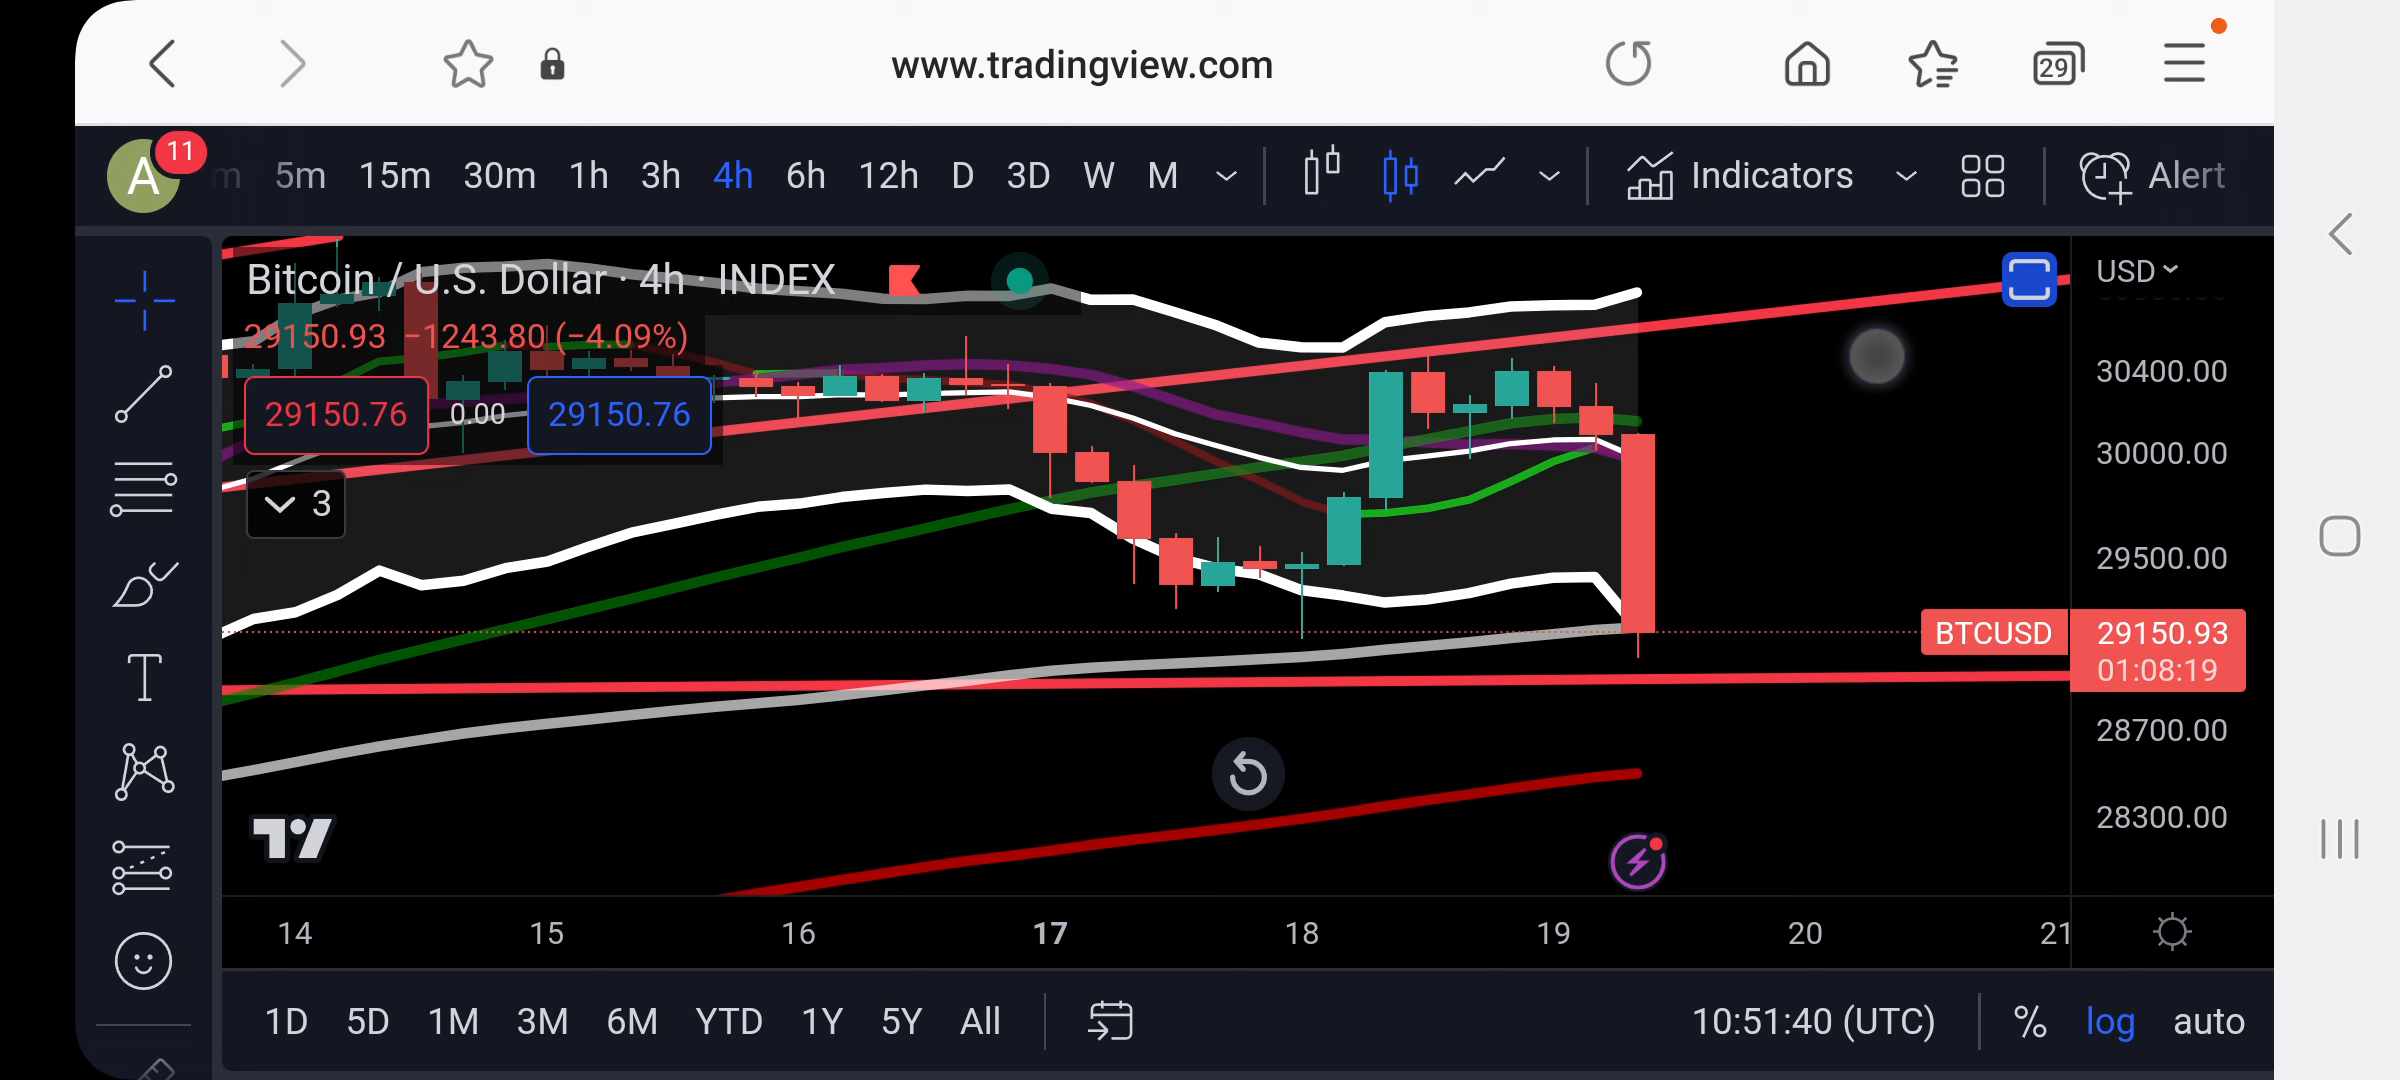 www.tradingview.com
29
A
11
m 5m 15m 30m 1h 3h 4h 6h 12h D 3D W M
Indicators
Alert
Bitcoin / U.S. Dollar · 4h · INDEX
USD
29150.93 −1243.80 (−4.09%)
30400.00
29150.76 0.00 29150.76
30000.00
3
29500.00
BTCUSD 29150.93
01:08:19
28700.00
28300.00
14 15 16 17 18 19 20 21
1D 5D 1M 3M 6M YTD 1Y 5Y All
10:51:40 (UTC) % log auto